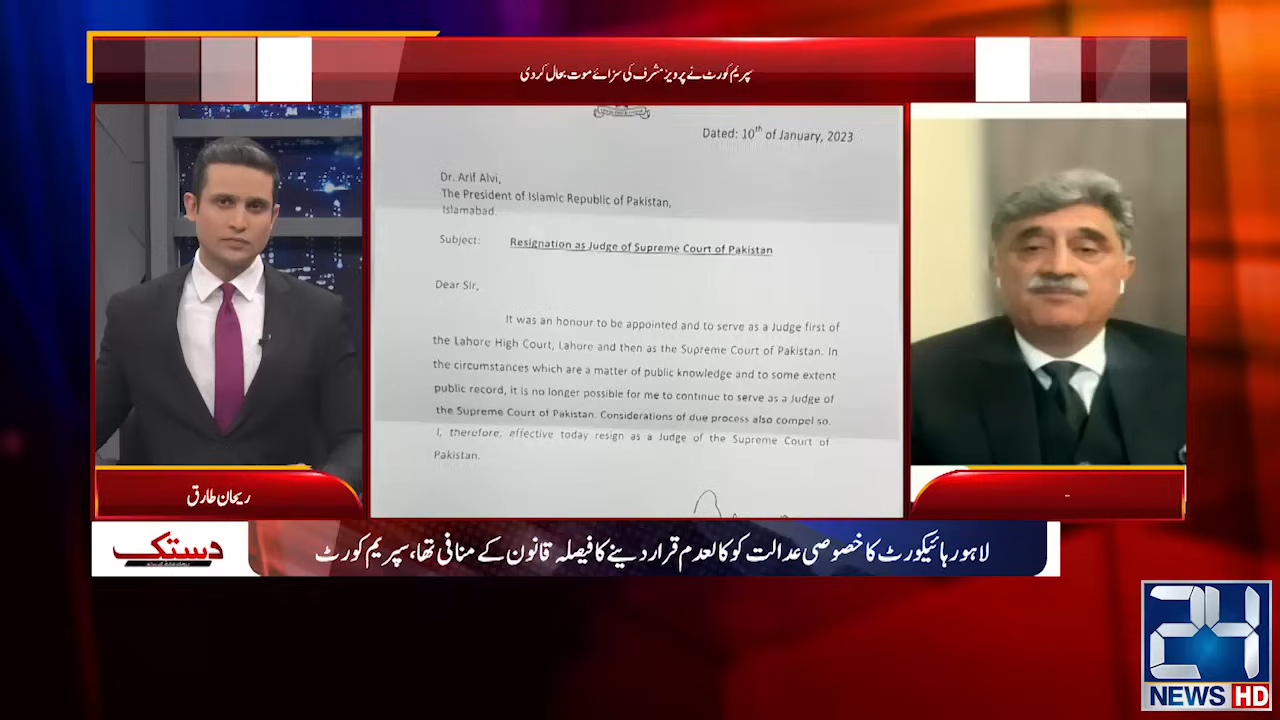 سپریم کورٹ نے پرویز مشرف کی سزائے موت بحال کر دی
Dated: 10th of January, 2023
Dr. Arif Alvi,
The President of Islamic Republic of Pakistan,
Islamabad.
Subject: Resignation as Judge of Supreme Court of Pakistan
Dear Sir,
It was an honour to be appointed and to serve as a Judge first of
the Lahore High Court, Lahore and then as the Supreme Court of Pakistan. In
the circumstances which are a matter of public knowledge and to some extent
public record, it is no longer possible for me to continue to serve as a Judge of
the Supreme Court of Pakistan. Considerations of due process also compel so.
I, therefore, effective today resign as a Judge of the Supreme Court of
Pakistan.
ریحان طارق
-
دستک
لاہور ہائیکورٹ کا خصوصی عدالت کو کالعدم قرار دینے کا فیصلہ قانون کے منافی تھا، سپریم کورٹ
24
NEWS HD